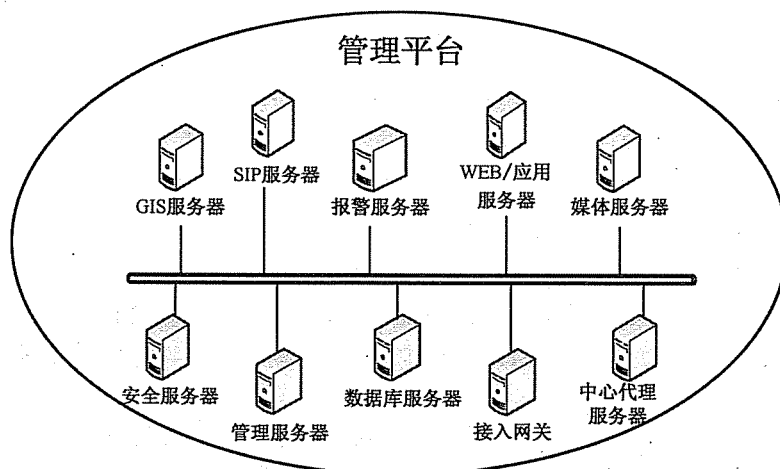 管理平台
GIS服务器
SIP服务器
报警服务器
WEB/应用
服务器
媒体服务器
安全服务器
管理服务器
数据库服务器
接入网关
中心代理
服务器